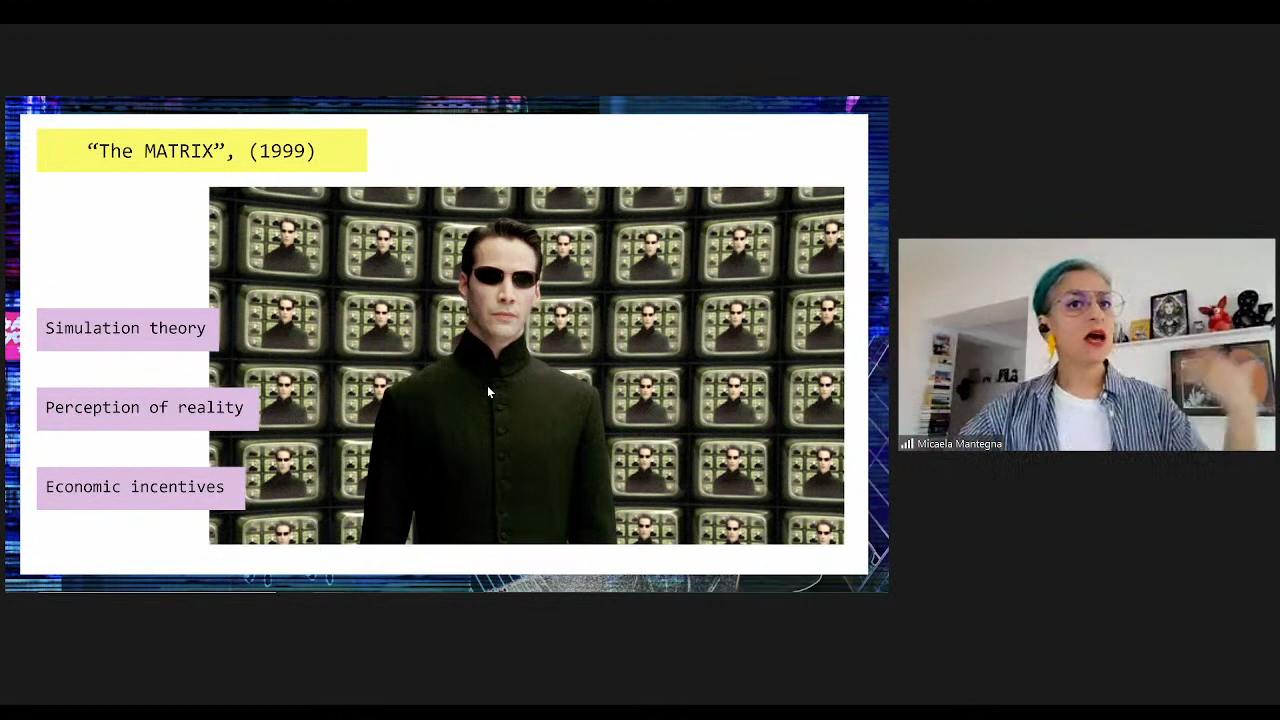 “The MATRIX”, (1999)
Simulation theory
Perception of reality
Economic incentives
Micaela Mantegna